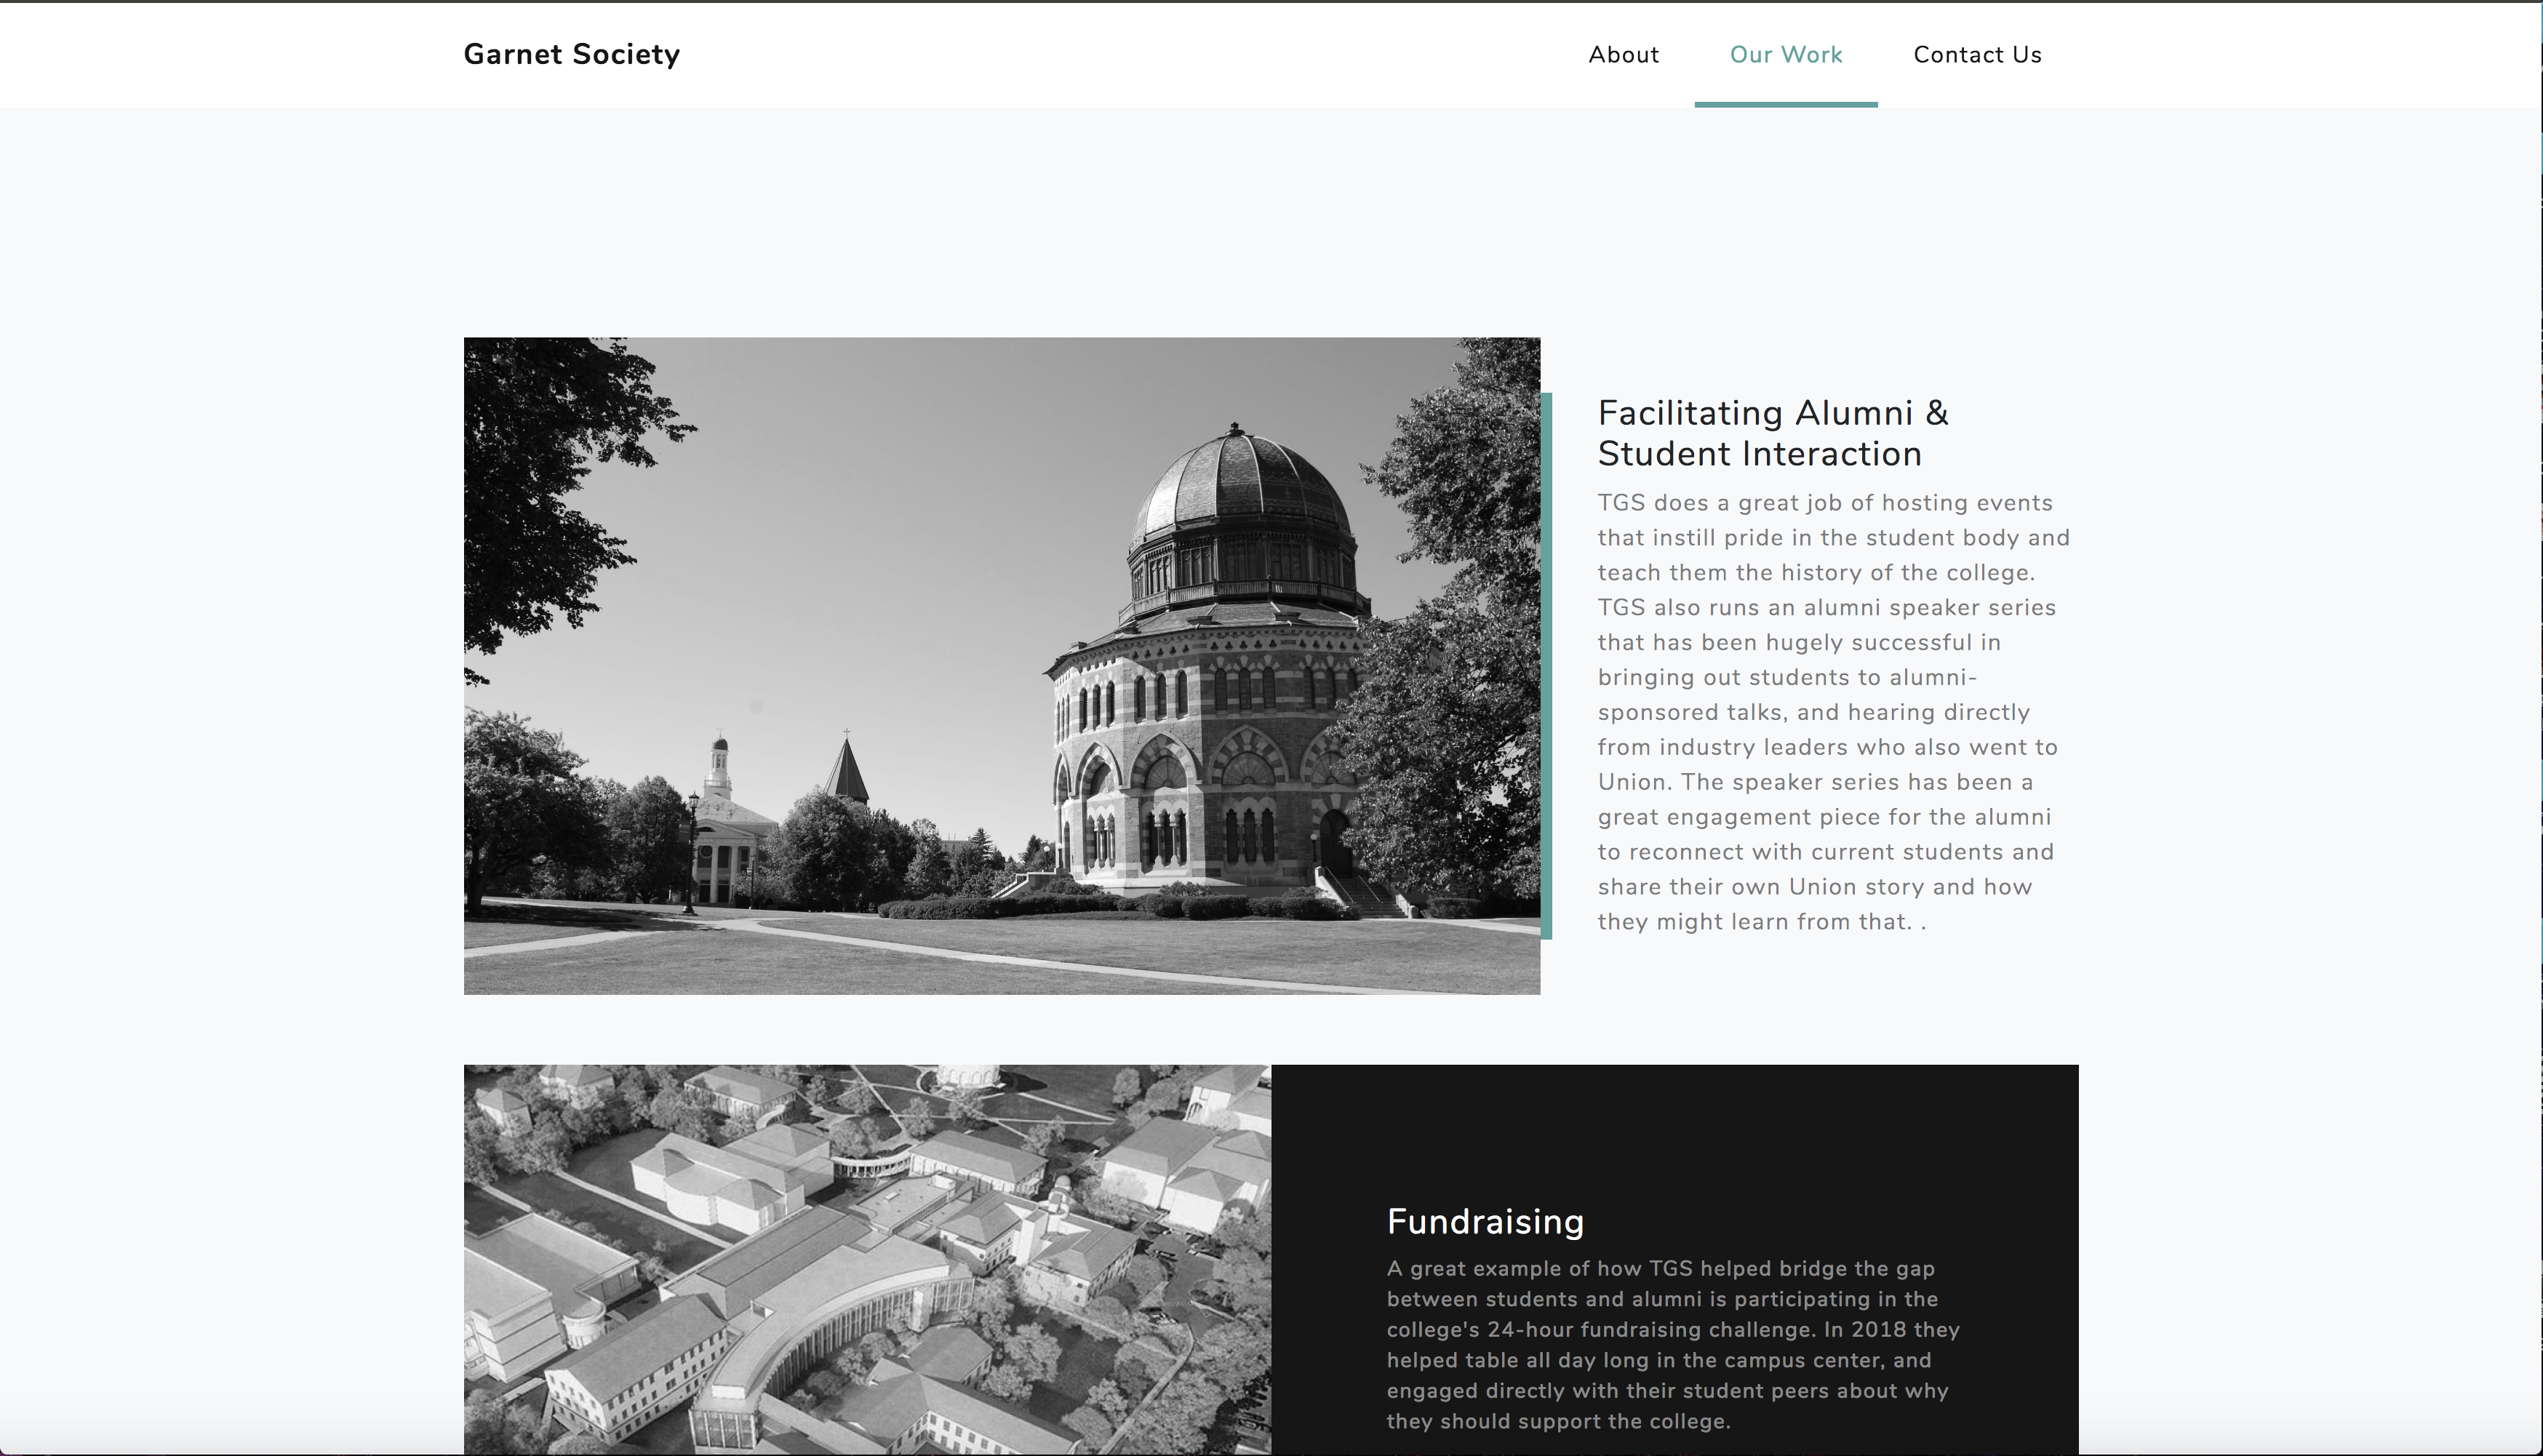 Garnet Society
About
Our Work
Contact Us
Facilitating Alumni &
Student Interaction
TGS does a great job of hosting events
that instill pride in the student body and
teach them the history of the college.
TGS also runs an alumni speaker series
that has been hugely successful in
bringing out students to alumni-
sponsored talks, and hearing directly
from industry leaders who also went to
Union. The speaker series has been a
great engagement piece for the alumni
to reconnect with current students and
share their own Union story and how
they might learn from that. .
Fundraising
A great example of how TGS helped bridge the gap
between students and alumni is participating in the
college's 24-hour fundraising challenge. In 2018 they
helped table all day long in the campus center, and
engaged directly with their student peers about why
they should support the college.